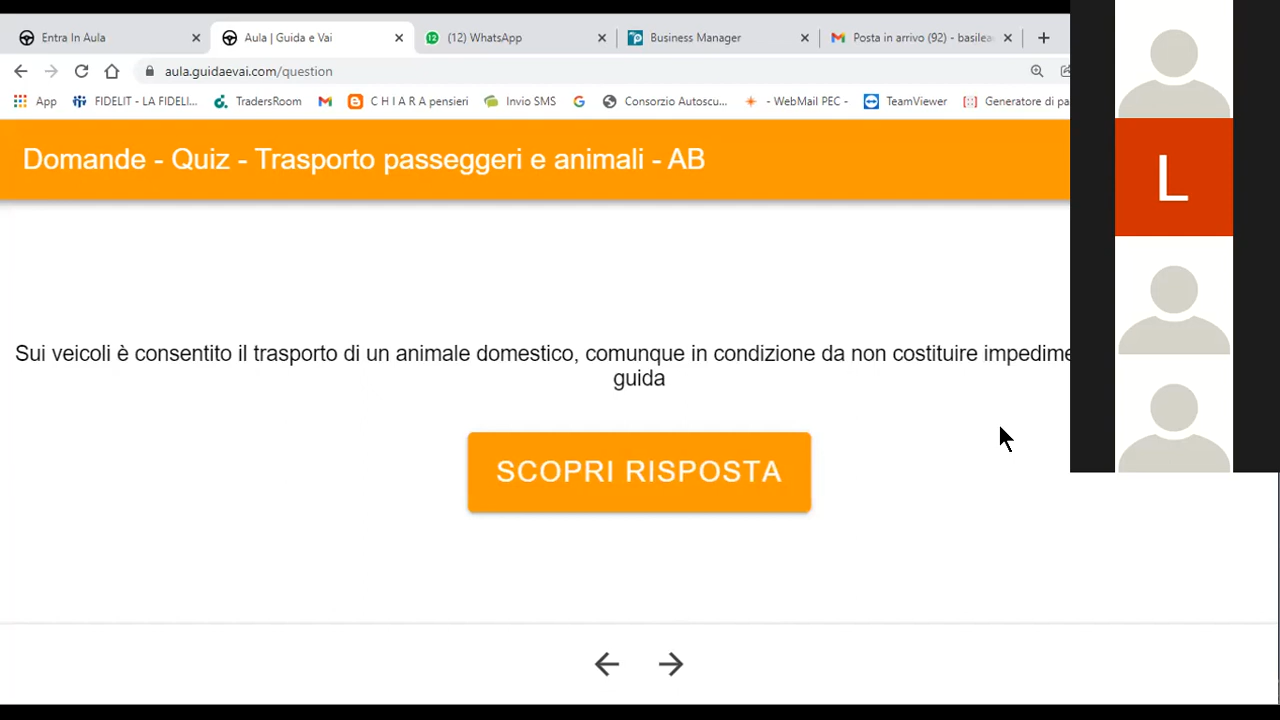 Entra In Aula
Aula | Guida e Vai
(12) WhatsApp
Business Manager
Posta in arrivo (92) - basilea
aula.guidaevai.com/question
App
FIDELIT - LA FIDELI...
TradersRoom
C H I A R A pensieri
Invio SMS
Consorzio Autoscu...
- WebMail PEC -
TeamViewer
Generatore di pa
Domande - Quiz - Trasporto passeggeri e animali - AB
L
Sui veicoli è consentito il trasporto di un animale domestico, comunque in condizione da non costituire impedime
guida
SCOPRI RISPOSTA